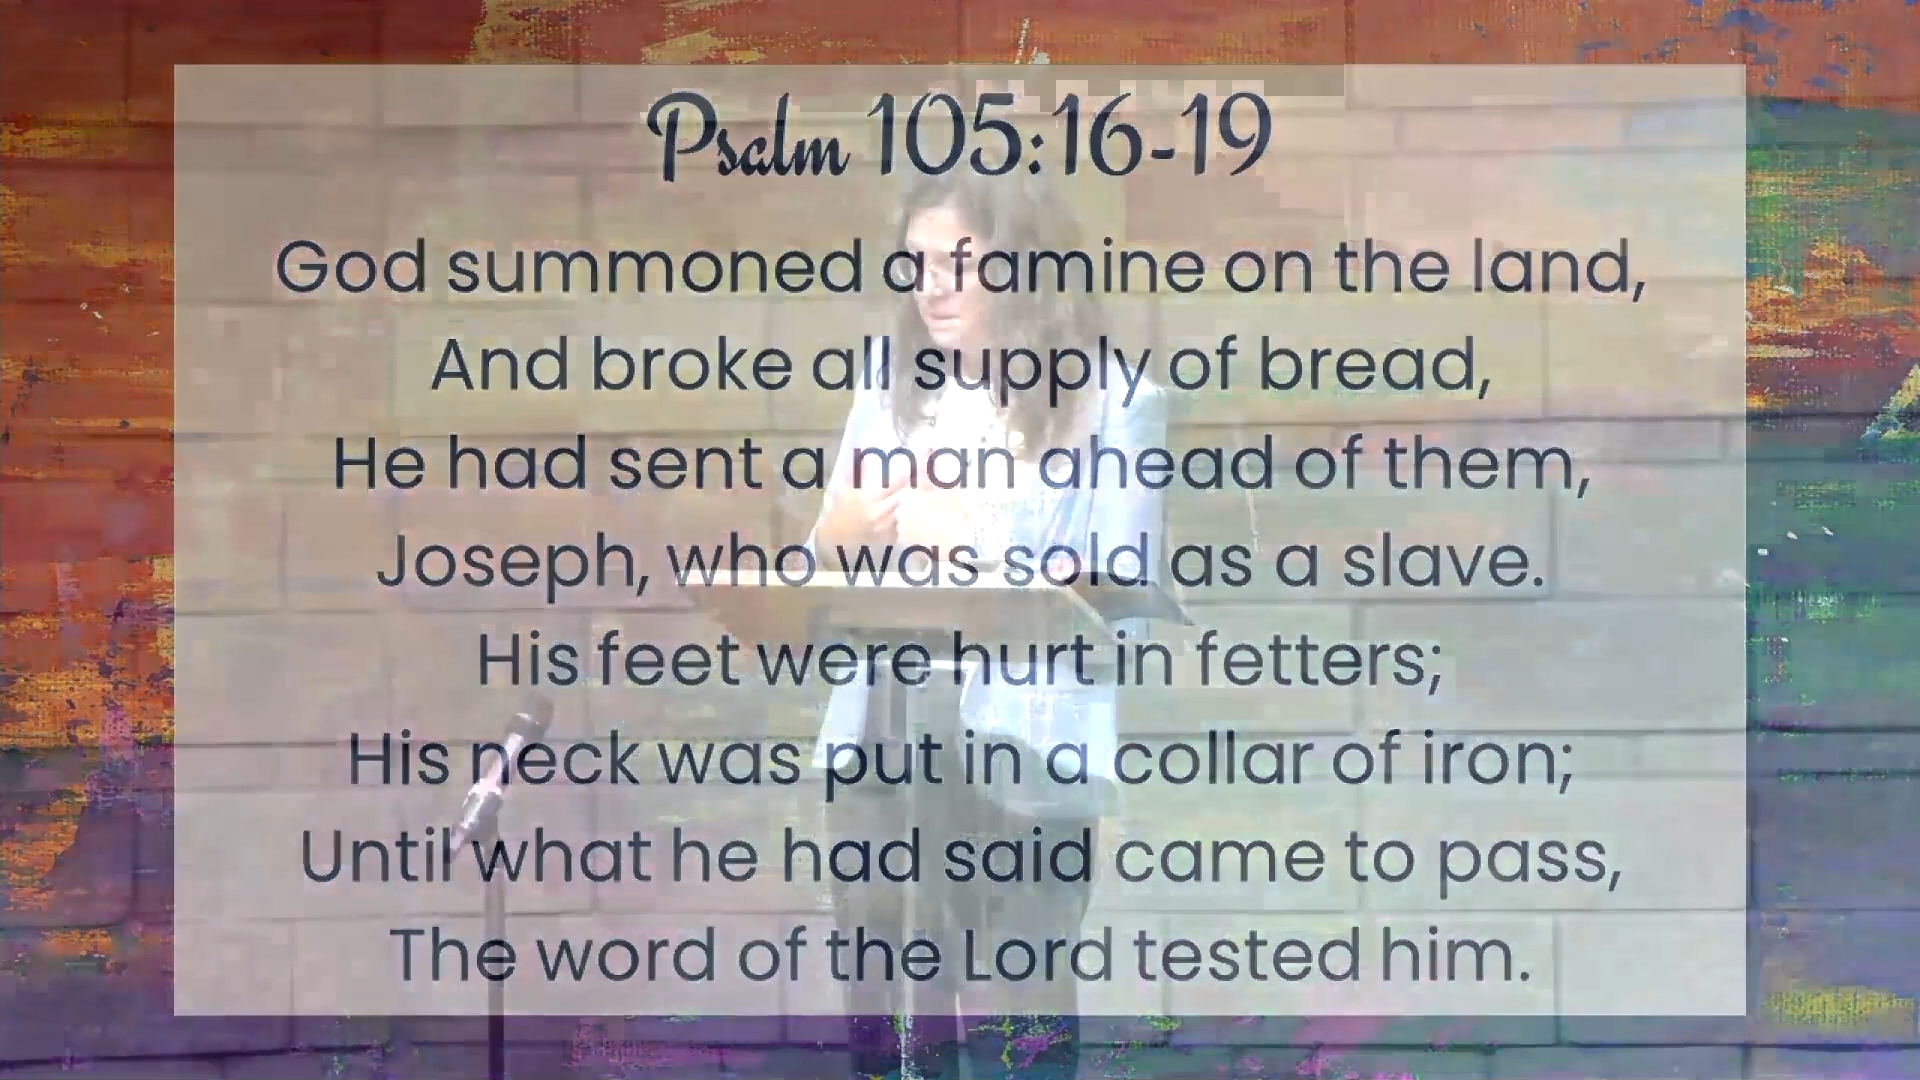 Psalm 105:16-19
God summoned a famine on the land,
And broke all supply of bread,
He had sent a man ahead of them,
Joseph, who was sold as a slave.
His feet were hurt in fetters;
His neck was put in a collar of iron;
Until what he had said came to pass,
The word of the Lord tested him.